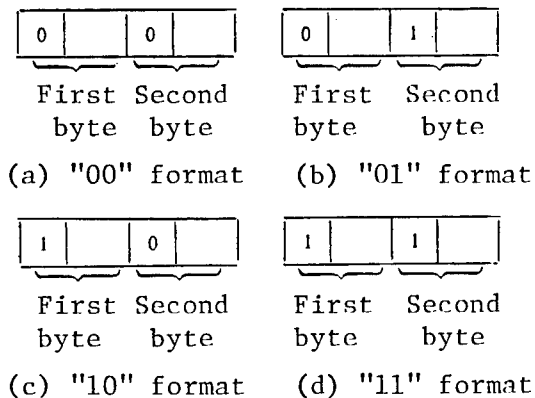 0 0
First Second
byte byte
(a) "00" format
0 1
First Second
byte byte
(b) "01" format
1 0
First Second
byte byte
(c) "10" format
1 1
First Second
byte byte
(d) "11" format